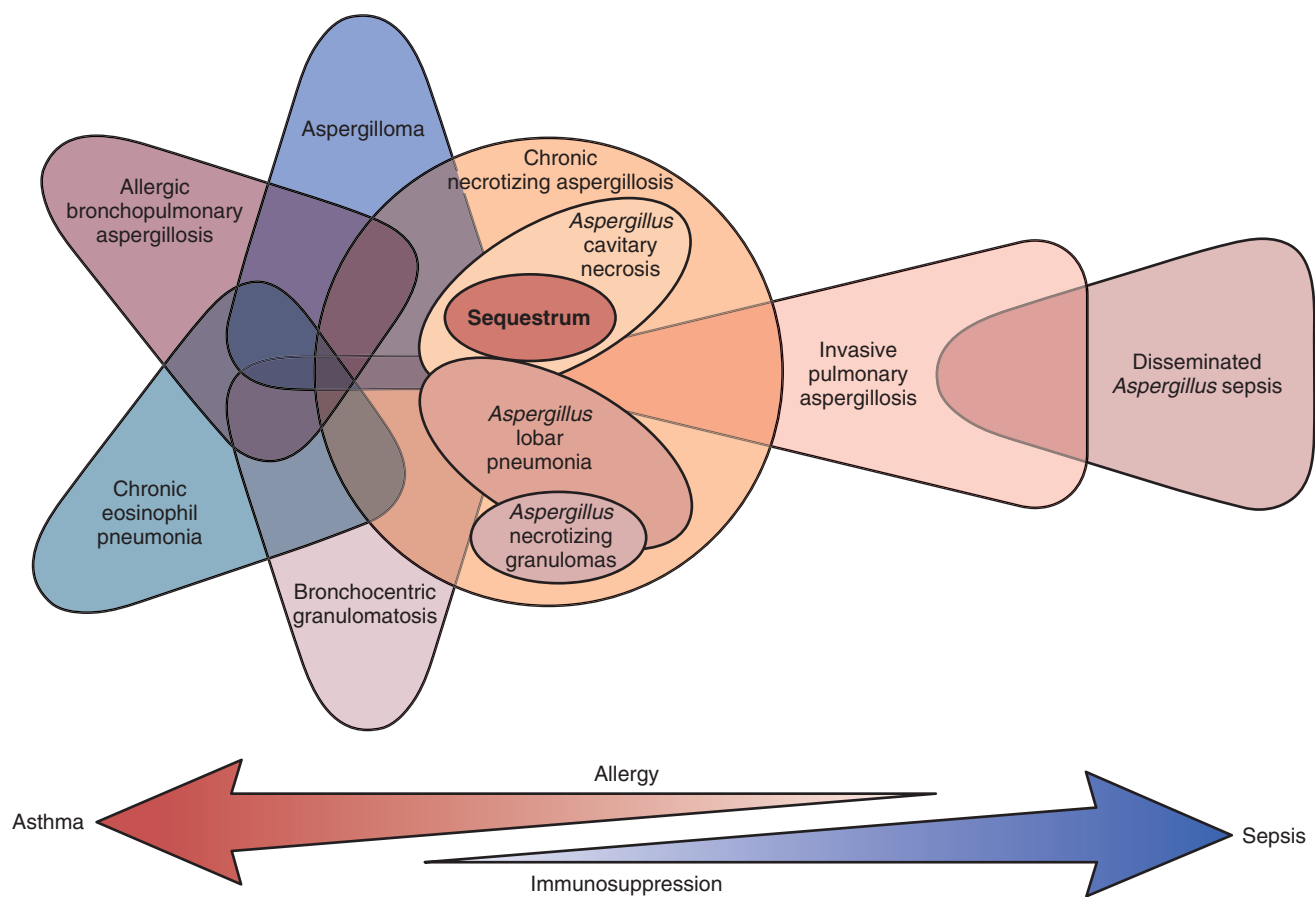 Aspergilloma
Allergic
bronchopulmonary
aspergillosis
Chronic
necrotizing aspergillosis
Aspergillus
cavitary
necrosis
Sequestrum
Invasive
pulmonary
aspergillosis
Disseminated
Aspergillus sepsis
Aspergillus
lobar
pneumonia
Chronic
eosinophil
pneumonia
Aspergillus
necrotizing
granulomas
Bronchocentric
granulomatosis
Allergy
Asthma
Sepsis
Immunosuppression